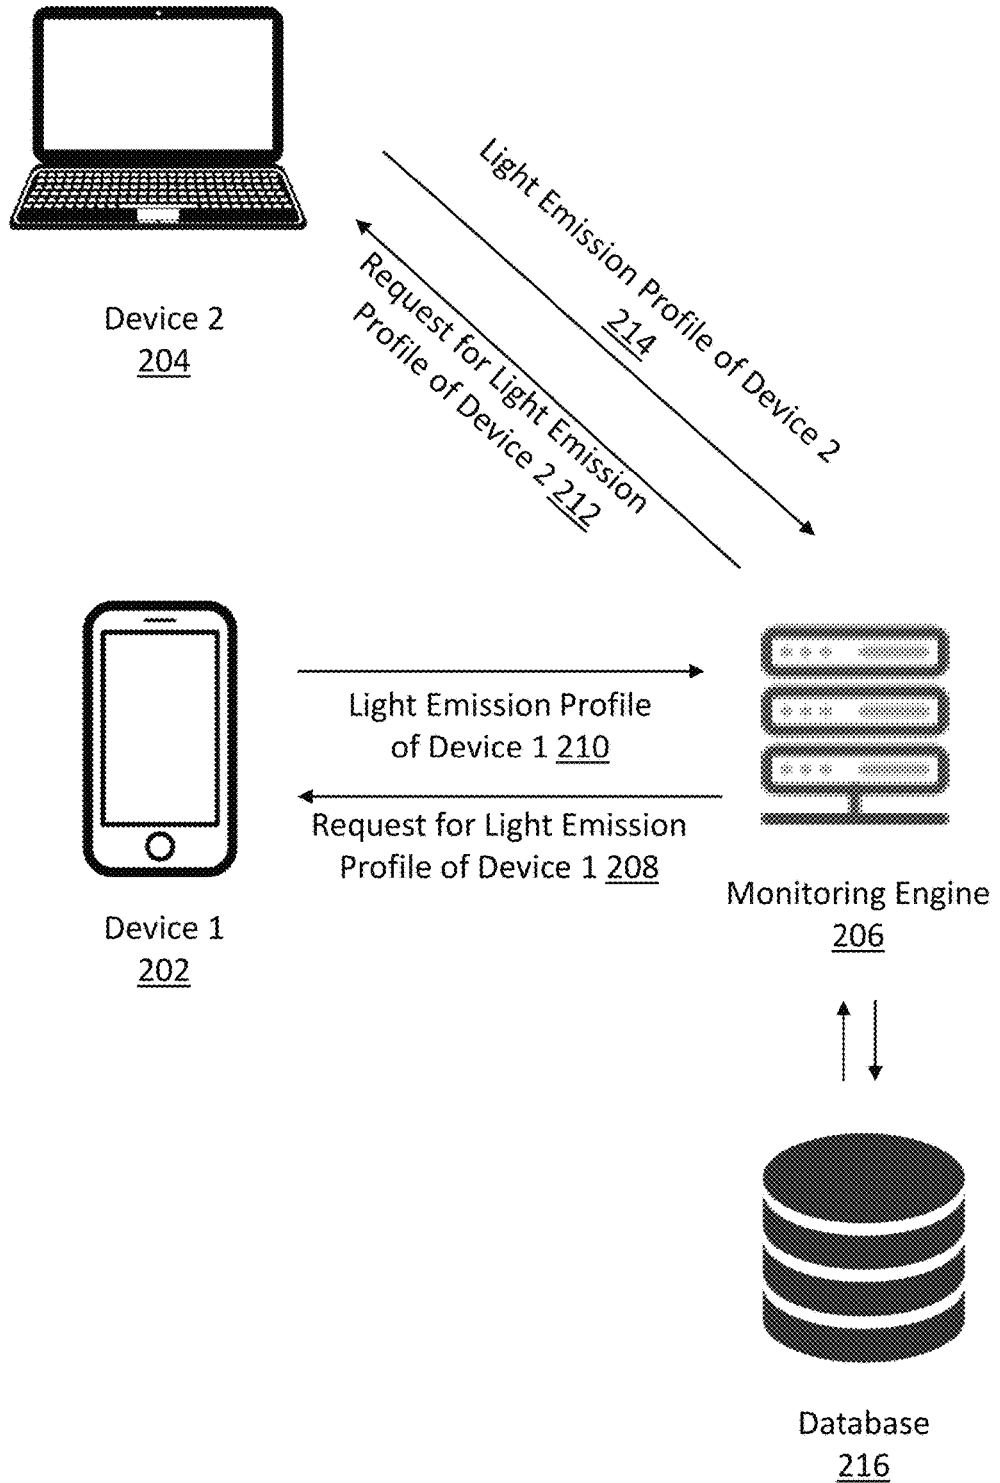 Light Emission Profile of Device 2
214
Request for Light Emission
Profile of Device 2 212
Device 2
204
Light Emission Profile
of Device 1 210
Request for Light Emission
Profile of Device 1 208
Device 1
202
Monitoring Engine
206
Database
216